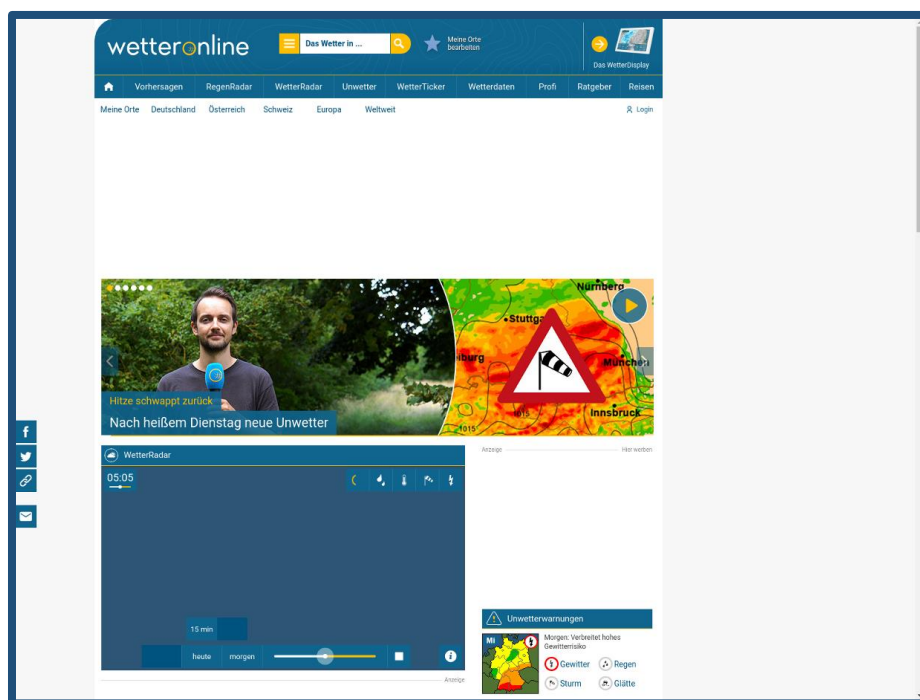 wetteronline
Das Wetter in ...
Meine Orte
bearbeiten
Das WetterDisplay
Vorhersagen RegenRadar WetterRadar Unwetter WetterTicker Wetterdaten Profi Ratgeber Reisen
Meine Orte Deutschland Österreich Schweiz Europa Weltweit Login
Nürnberg
Stuttga
iburg
München
Innsbruck
1015
1015
Hitze schwappt zurück
Nach heißem Dienstag neue Unwetter
WetterRadar
Anzeige
Hier werben
05:05
15 min
heute morgen
Anzeige
Unwetterwarnungen
Mi
Morgen: Verbreitet hohes
Gewitterrisiko
Gewitter Regen
Sturm Glätte